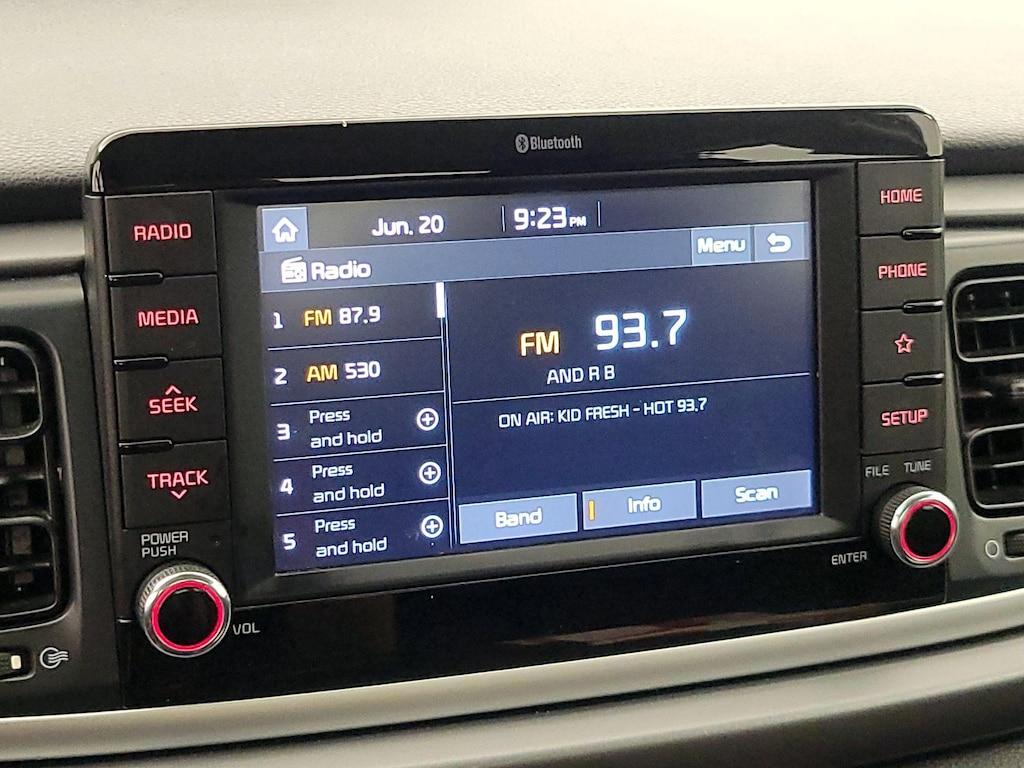 Bluetooth
RADIO
MEDIA
SEEK
TRACK
POWER
PUSH
VOL
Jun. 20
9:23 PM
Radio
Menu
1 FM 87.9
2 AM 530
3 Press
and hold
4 Press
and hold
5 Press
and hold
FM 93.7
AND R B
ON AIR: KID FRESH - HOT 93.7
Band
Info
Scan
HOME
PHONE
SETUP
FILE TUNE
ENTER